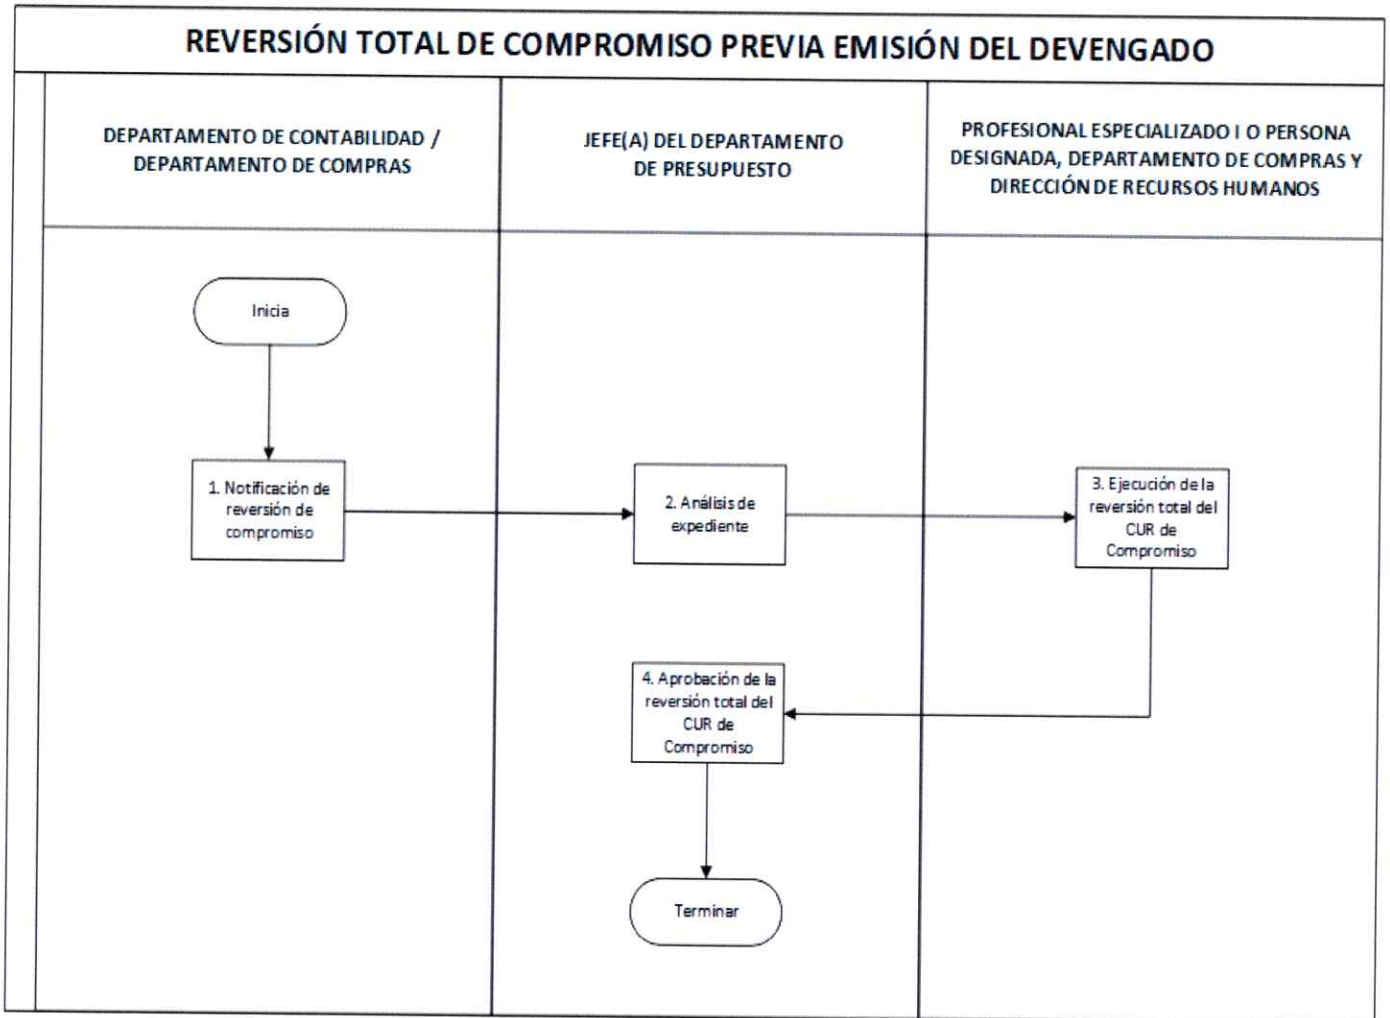 REVERSIÓN TOTAL DE COMPROMISO PREVIA EMISIÓN DEL DEVENGADO
DEPARTAMENTO DE CONTABILIDAD /
DEPARTAMENTO DE COMPRAS
JEFE(A) DEL DEPARTAMENTO
DE PRESUPUESTO
PROFESIONAL ESPECIALIZADO I O PERSONA
DESIGNADA, DEPARTAMENTO DE COMPRAS Y
DIRECCIÓN DE RECURSOS HUMANOS
Inicia
1. Notificación de
reversión de
compromiso
2. Análisis de
expediente
3. Ejecución de la
reversión total del
CUR de
Compromiso
4. Aprobación de la
reversión total del
CUR de
Compromiso
Terminar